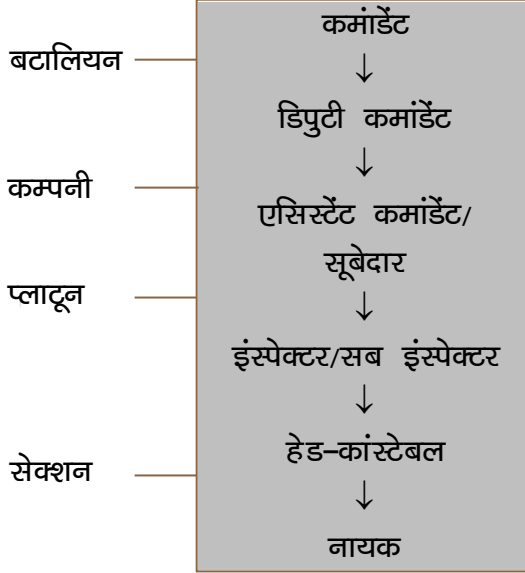 कमांडेंट
बटालियन
↓
डिपुटी कमांडेंट
↓
कम्पनी
एसिस्टेंट कमांडेंट/
सूबेदार
प्लाटून
↓
इंस्पेक्टर/सब इंस्पेक्टर
↓
हेड-कांस्टेबल
सेक्शन
↓
नायक